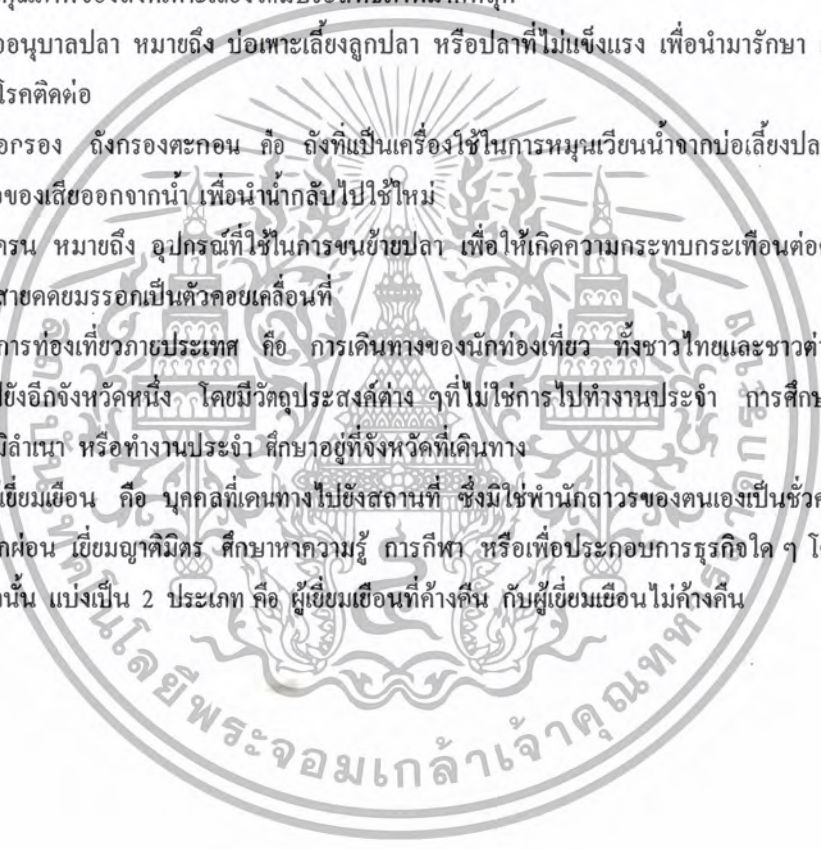 ออนุบาลปลา หมายถึง บ่อเพาะเลี้ยงลูกปลา หรือปลาที่ไม่แข็งแรง เพื่อนำมารักษา
โรคติดต่อ
อกรอง ถังกรองตะกอน คือ ถังที่แป็นเครื่องใช้ในการหมุนเวียนน้ำจากบ่อเลี้ยงปล
อของเสียออกจากน้ำ เพื่อนำน้ำกลับไปใช้ใหม่
ครน หมายถึง อุปกรณ์ที่ใช้ในการขนย้ายปลา เพื่อให้เกิดความกระทบกระเทือนต่อ
สายคดยมรรอกเป็นตัวคอยเคลื่อนที่
การท่องเที่ยวภายประเทศ คือ การเดินทางของนักท่องเที่ยว ทั้งชาวไทยและชาวต่า
ปยังอีกจังหวัดหนึ่ง โดยมีวัตถุประสงค์ต่าง ๆที่ไม่ใช่การไปทำงานประจำ การศึกษ
มิลำเนา หรือทำงานประจำ ศึกษาอยู่ที่จังหวัดที่เดินทาง
เยี่ยมเยือน คือ บุคคลที่เดนทางไปยังสถานที่ ซึ่งมิใช่พำนักถาวรของตนเองเป็นชั่วค
กผ่อน เยี่ยมญาติมิตร ศึกษาหาความรู้ การกีฬา หรือเพื่อประกอบการธุรกิจใด ๆ โ
นั้น แบ่งเป็น 2 ประเภท คือ ผู้เยี่ยมเยือนที่ค้างคืน กับผู้เยี่ยมเยือนไม่ค้างคืน
เทคโนโลยีพระจอมเกล้าเจ้าคุณทหาร